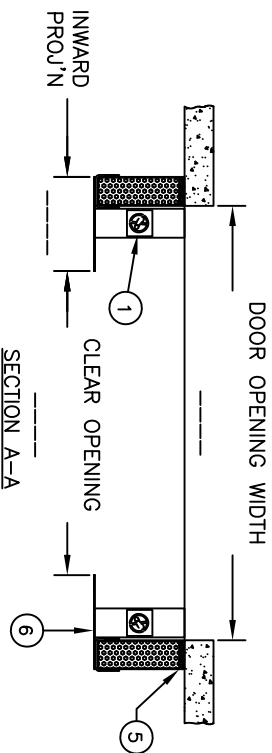 DOOR OPENING WIDTH
------
1
CLEAR OPENING
------
INWARD
PROJ'N
------
5
6
SECTION A-A